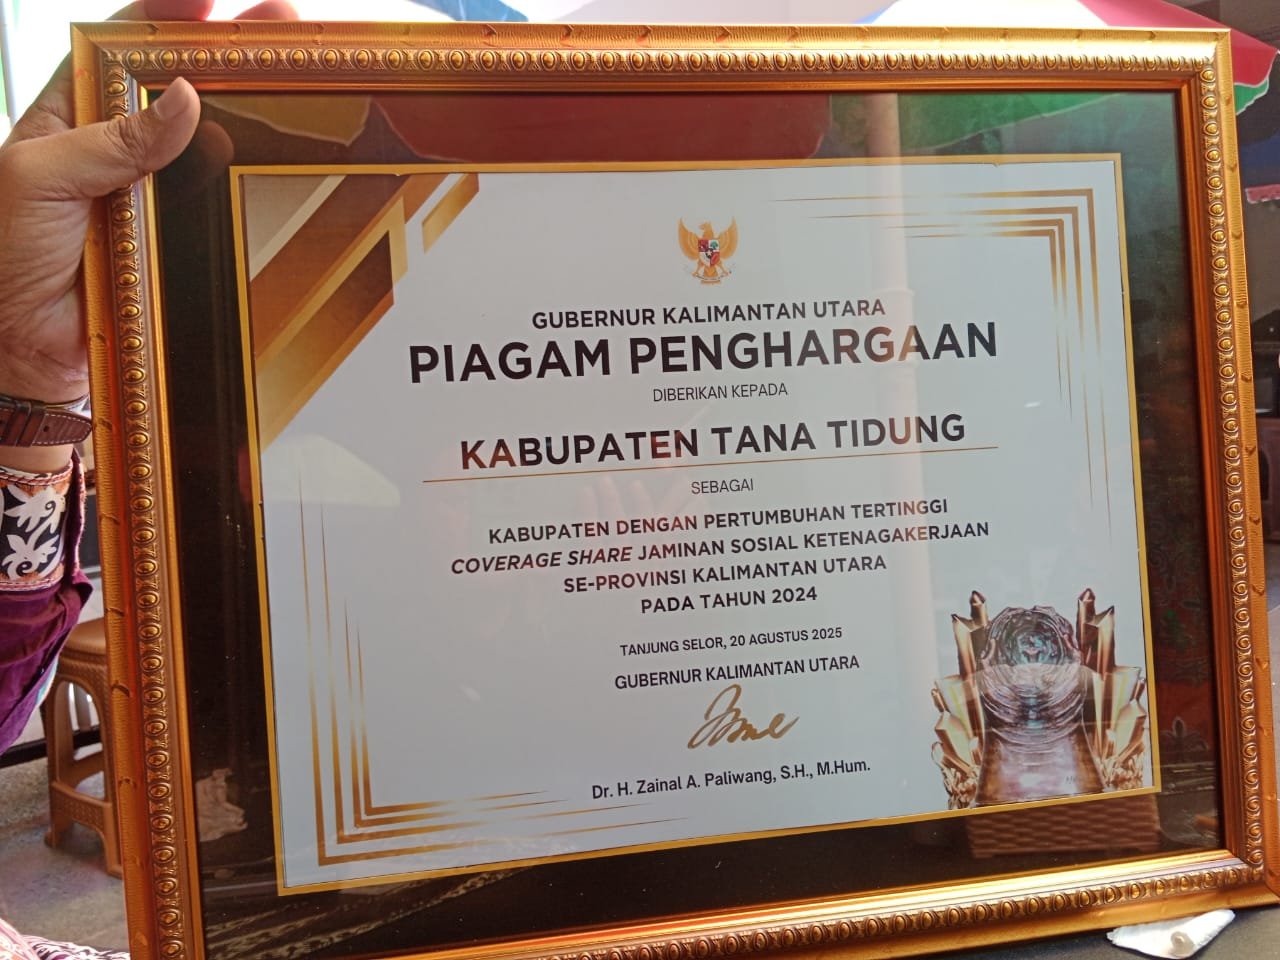 GUBERNUR KALIMANTAN UTARA
PIAGAM PENGHARGAAN
DIBERIKAN KEPADA
KABUPATEN TANA TIDUNG
SEBAGAI
KABUPATEN DENGAN PERTUMBUHAN TERTINGGI
COVERAGE SHARE JAMINAN SOSIAL KETENAGAKERJAAN
SE-PROVINSI KALIMANTAN UTARA
PADA TAHUN 2024
TANJUNG SELOR, 20 AGUSTUS 2025
GUBERNUR KALIMANTAN UTARA
Dr. H. Zainal A. Paliwang, S.H., M.Hum.